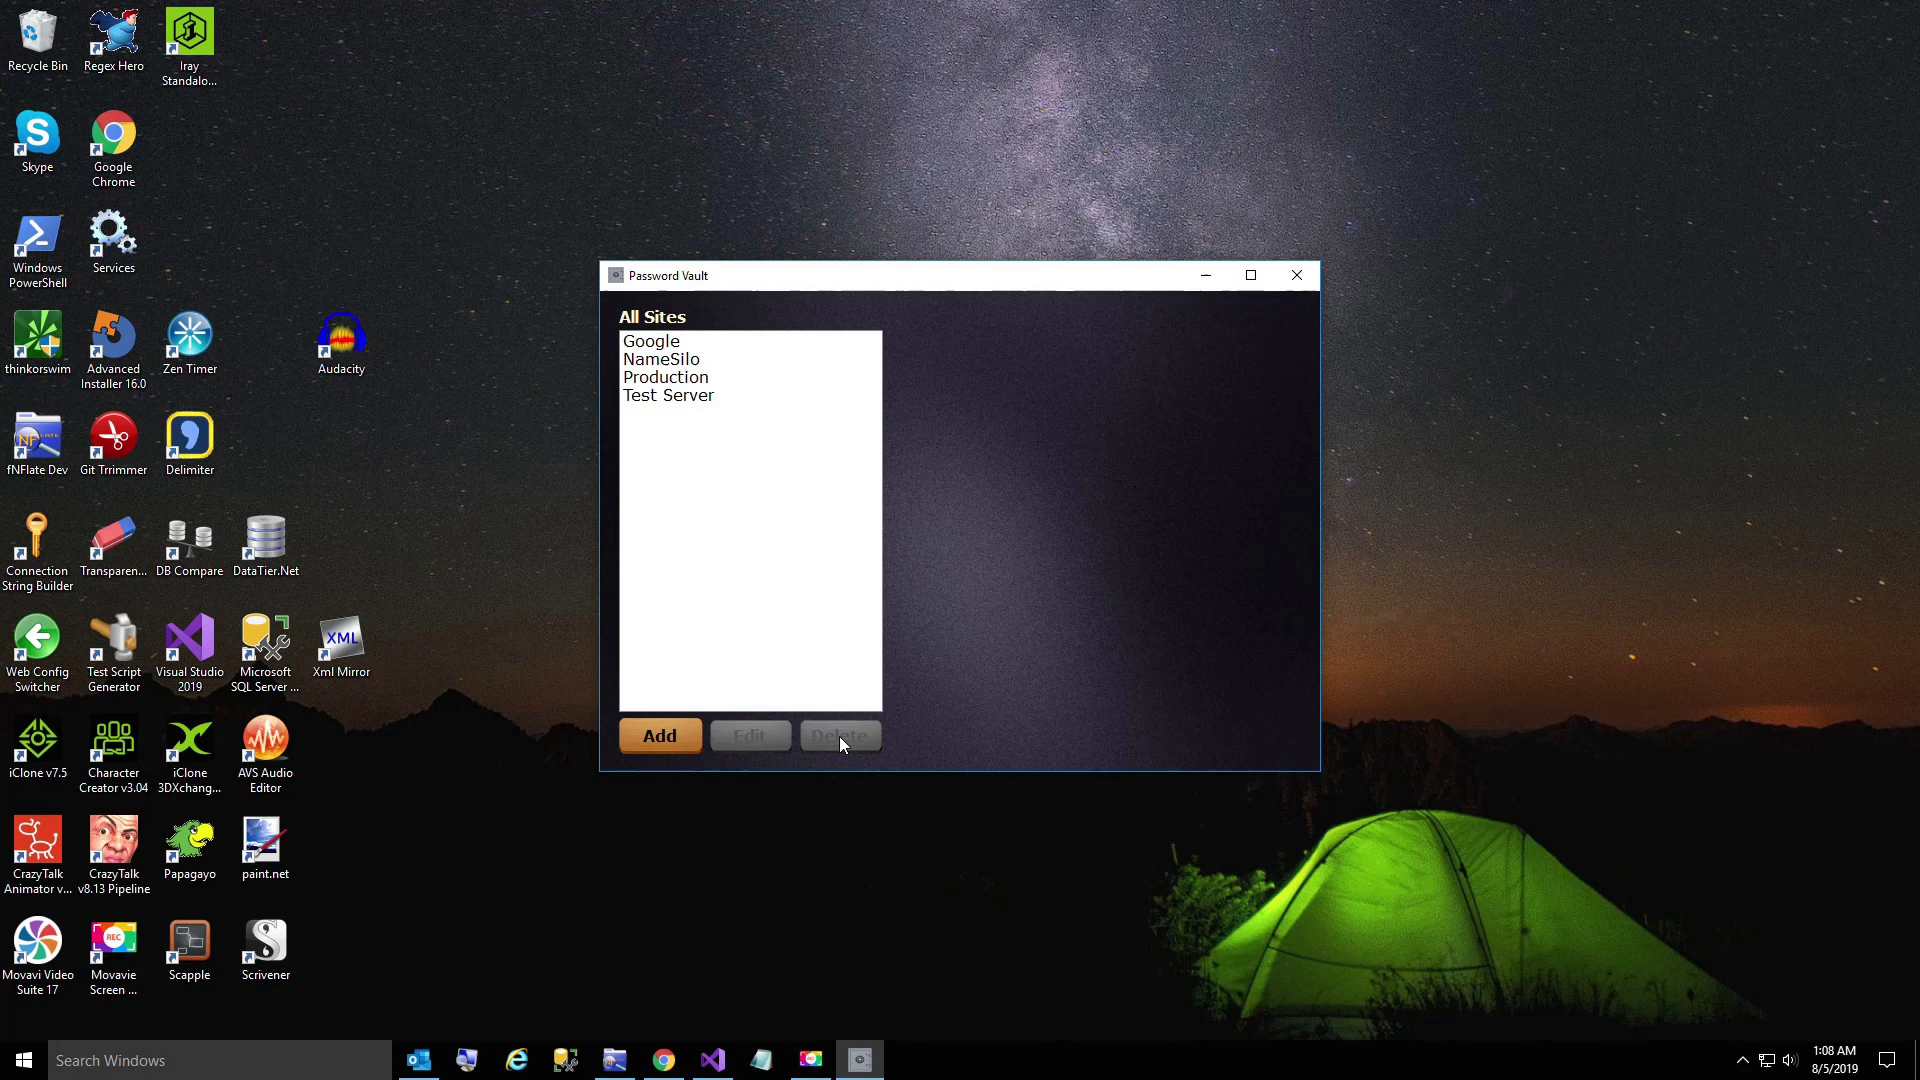 Recycle Bin
Regex Hero
Iray
Standalo...
Skype
Google
Chrome
Windows
PowerShell
Services
thinkorswim
Advanced
Installer 16.0
Zen Timer
Audacity
fNFlate Dev
Git Trrimmer
Delimiter
Connection
String Builder
Transparen...
DB Compare
DataTier.Net
Web Config
Switcher
Test Script
Generator
Visual Studio
2019
Microsoft
SQL Server ...
XML
Xml Mirror
iClone v7.5
Character
Creator v3.04
iClone
3DXchang...
AVS Audio
Editor
CrazyTalk
Animator v...
CrazyTalk
v8.13 Pipeline
Papagayo
paint.net
Movavi Video
Suite 17
REC
Movavie
Screen ...
Scapple
Scrivener
Password Vault
All Sites
Google
NameSilo
Production
Test Server
Add
Edit
Delete
Search Windows
1:08 AM
8/5/2019